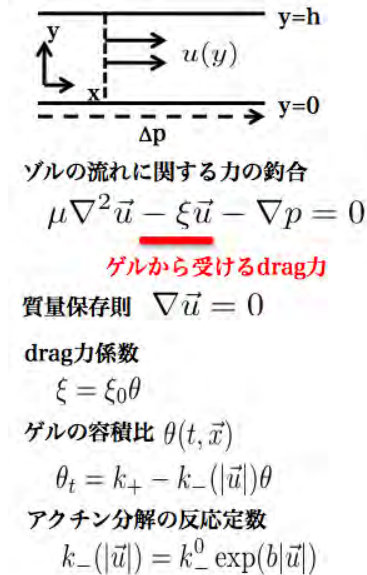 y=h
y
u(y)
x
y=0
Δp
ゾルの流れに関する力の釣合
μ∇²u⃗ − ξu⃗ − ∇p = 0
ゲルから受けるdrag力
質量保存則 ∇u⃗ = 0
drag力係数
ξ = ξ₀θ
ゲルの容積比 θ(t, x⃗)
θₜ = k₊ − k₋(|u⃗|)θ
アクチン分解の反応定数
k₋(|u⃗|) = k₋⁰ exp(b|u⃗|)